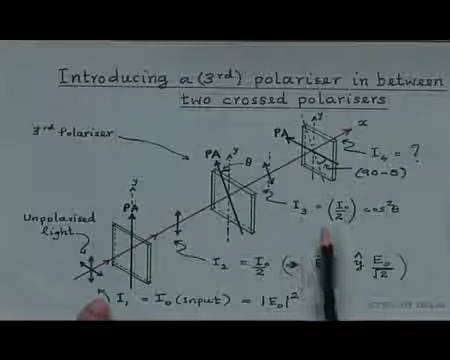 Introducing a (3rd) polariser in between
two crossed polarisers
3rd Polariser
PA
y
θ
PA
y
x
I4 = ?
(90-θ)
I3 = (I0/2) cos²θ
Unpolarised
light
PA
y
I2 = I0/2 (⇒ E ŷ E0/√2)
I1 = I0 (input) = |E0|²